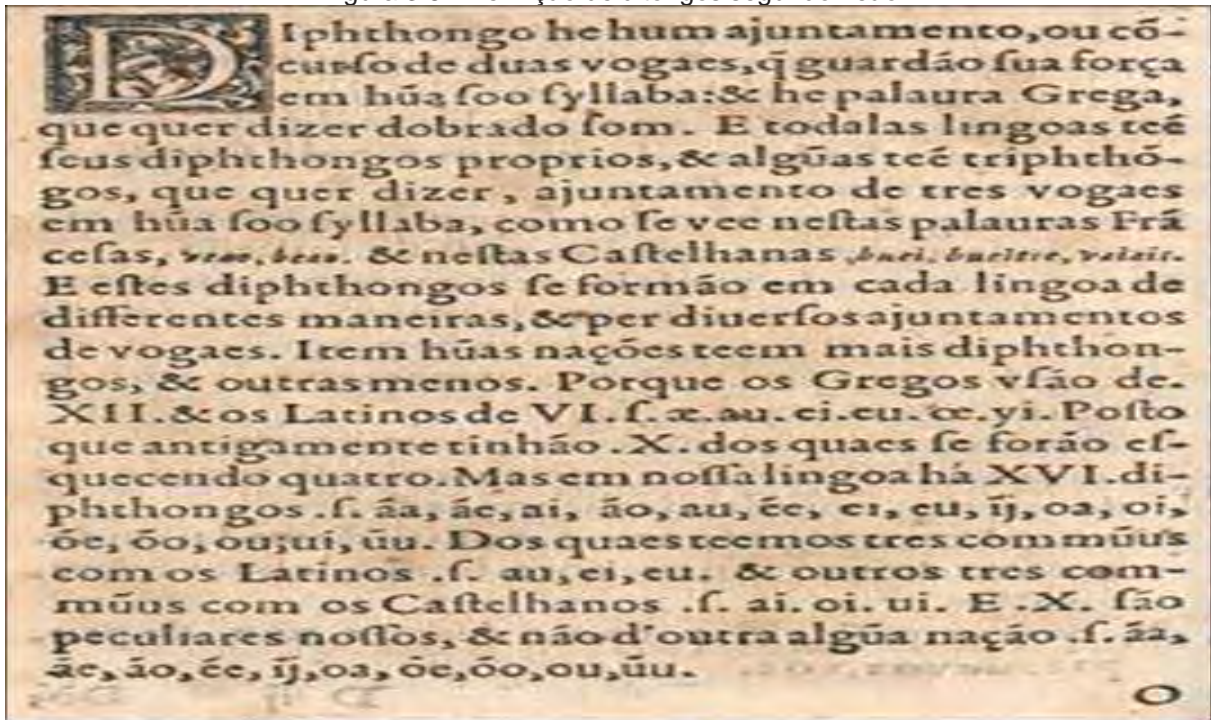 DIphthongo he hum ajuntamento, ou cõ-
curſo de duas vogaes, q̃ guardão ſua força
em hũa ſoo ſyllaba: & he palaura Grega,
que quer dizer dobrado ſom. E todalas lingoas teẽ
ſeus diphthongos proprios, & algũas teẽ triphthõ-
gos, que quer dizer, ajuntamento de tres vogaes
em hũa ſoo ſyllaba, como ſe vee neſtas palauras Frã
ceſas, beau. & neſtas Caſtelhanas, buei, bueitre,
E eſtes diphthongos ſe formão em cada lingoa de
differentes maneiras, & per diuerſos ajuntamentos
de vogaes. Item hũas nações teem mais diphthon-
gos, & outras menos. Porque os Gregos vſão de.
XII. & os Latinos de VI. ſ. æ. au. ei. eu. œ. yi. Poſto
que antigamente tinhão .X. dos quaes ſe forão eſ-
quecendo quatro. Mas em noſſa lingoa há XVI. di-
phthongos .ſ. ãa, ãe, ai, ão, au, ẽe, ei, eu, ĩj, oa, oi,
õe, õo, ou, ui, ũu. Dos quaes teemos tres commũus
com os Latinos .ſ. au, ei, eu. & outros tres com-
mũus com os Caſtelhanos .ſ. ai. oi. ui. E .X. ſão
peculiares noſſos, & não d'outra algũa nação .ſ. ãa,
ãe, ão, ẽe, ĩj, oa, õe, õo, ou, ũu.
O